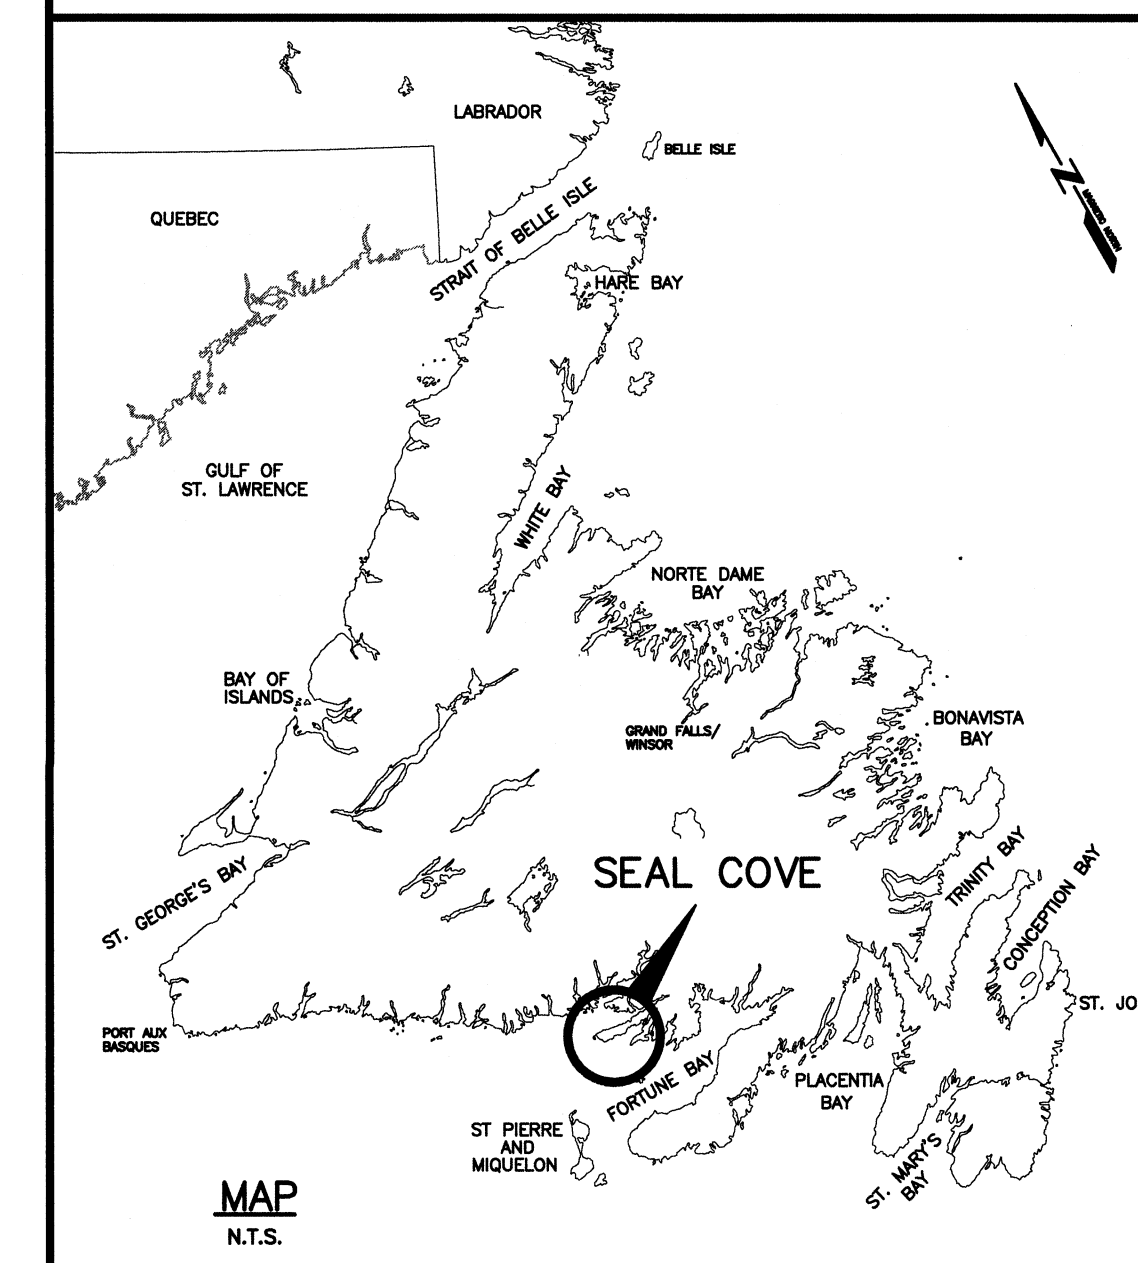 LABRADOR
BELLE ISLE
QUEBEC
STRAIT OF BELLE ISLE
N
HARE BAY
GULF OF
ST. LAWRENCE
WHITE BAY
NORTE DAME
BAY
BAY OF
ISLANDS
GRAND FALLS/
WINSOR
BONAVISTA
BAY
SEAL COVE
TRINITY BAY
CONCEPTION BAY
ST. GEORGE'S BAY
ST. JO
PORT AUX
BASQUES
FORTUNE BAY
PLACENTIA
BAY
ST PIERRE
AND
MIQUELON
ST. MARY'S
BAY
MAP
N.T.S.